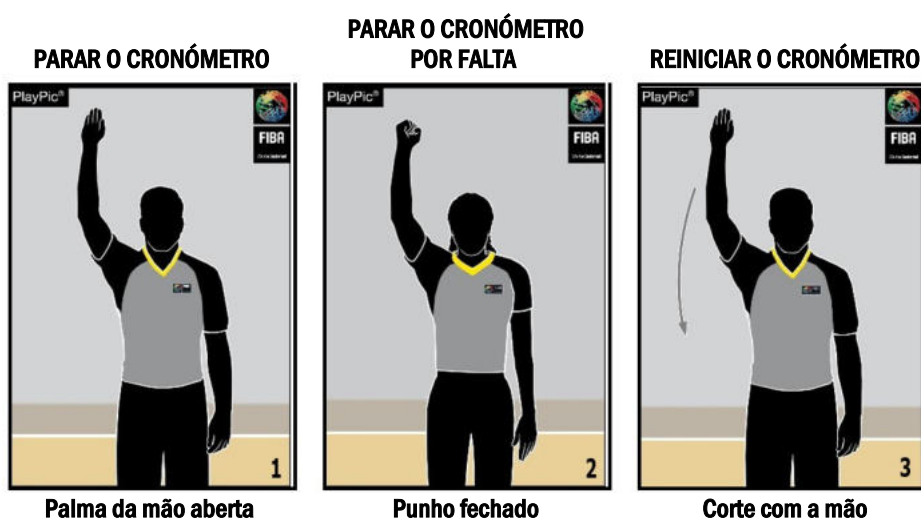 PARAR O CRONÓMETRO
PARAR O CRONÓMETRO
POR FALTA
REINICIAR O CRONÓMETRO
PlayPic®
FIBA
1
PlayPic®
FIBA
2
PlayPic®
FIBA
3
Palma da mão aberta
Punho fechado
Corte com a mão